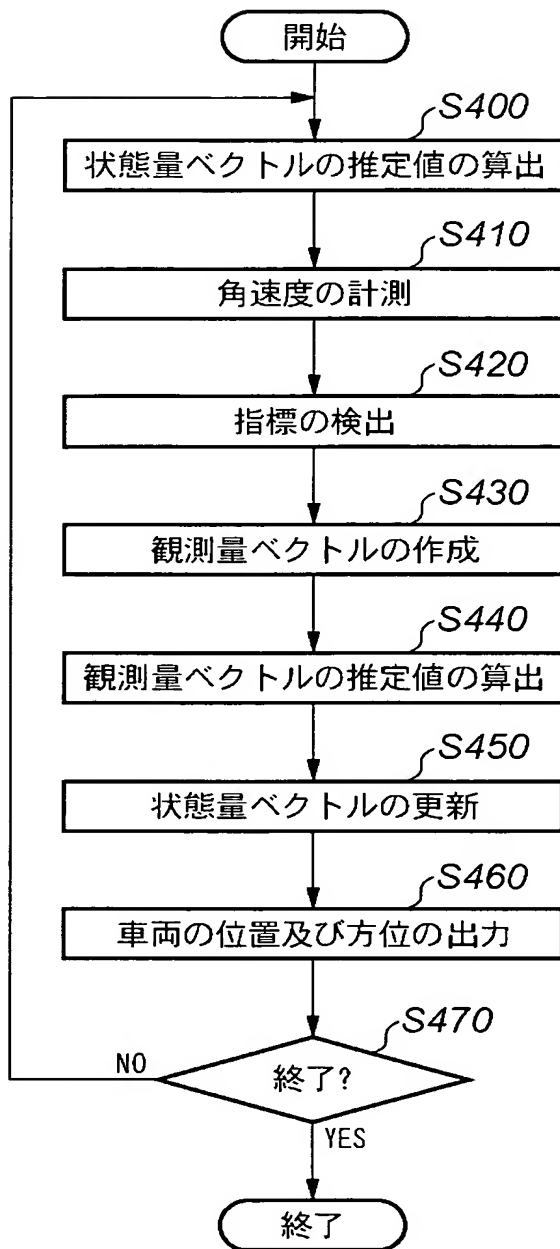 開始
S400
状態量ベクトルの推定値の算出
S410
角速度の計測
S420
指標の検出
S430
観測量ベクトルの作成
S440
観測量ベクトルの推定値の算出
S450
状態量ベクトルの更新
S460
車両の位置及び方位の出力
S470
NO
終了?
YES
終了